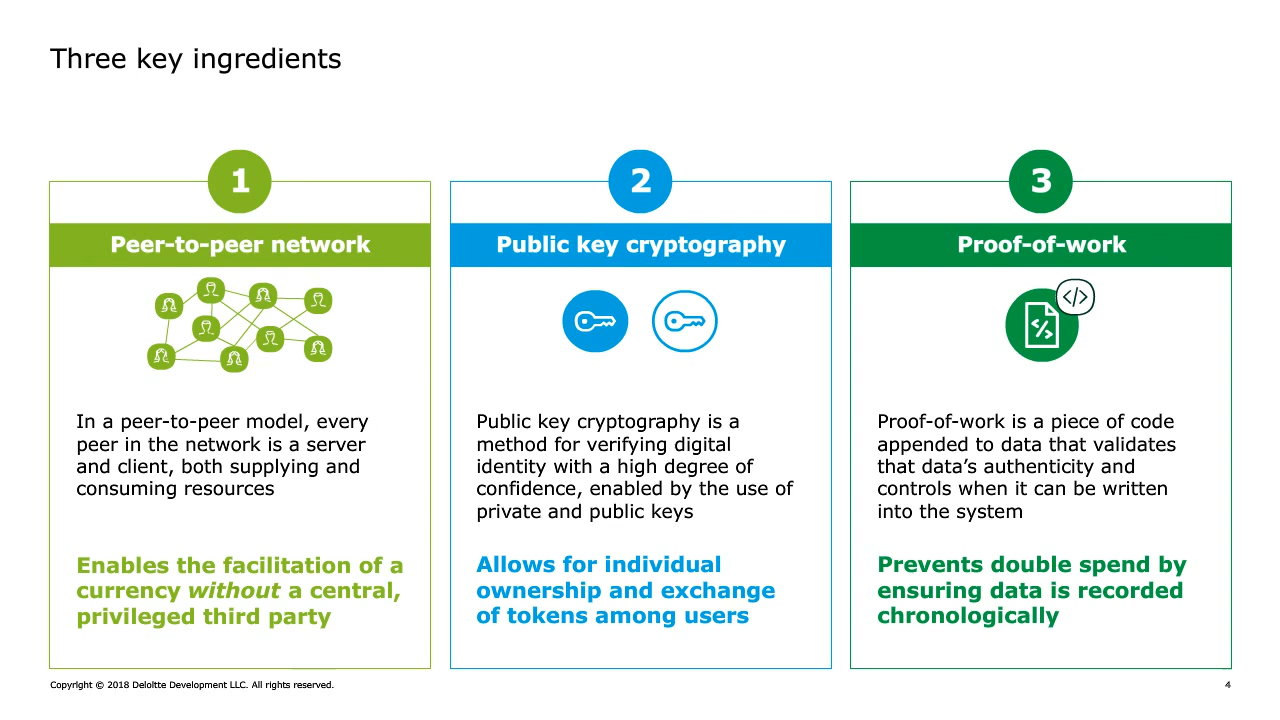 Three key ingredients
1
Peer-to-peer network
In a peer-to-peer model, every
peer in the network is a server
and client, both supplying and
consuming resources
Enables the facilitation of a
currency without a central,
privileged third party
2
Public key cryptography
Public key cryptography is a
method for verifying digital
identity with a high degree of
confidence, enabled by the use of
private and public keys
Allows for individual
ownership and exchange
of tokens among users
3
Proof-of-work
</>
</>
Proof-of-work is a piece of code
appended to data that validates
that data’s authenticity and
controls when it can be written
into the system
Prevents double spend by
ensuring data is recorded
chronologically
Copyright © 2018 Deloitte Development LLC. All rights reserved.
4